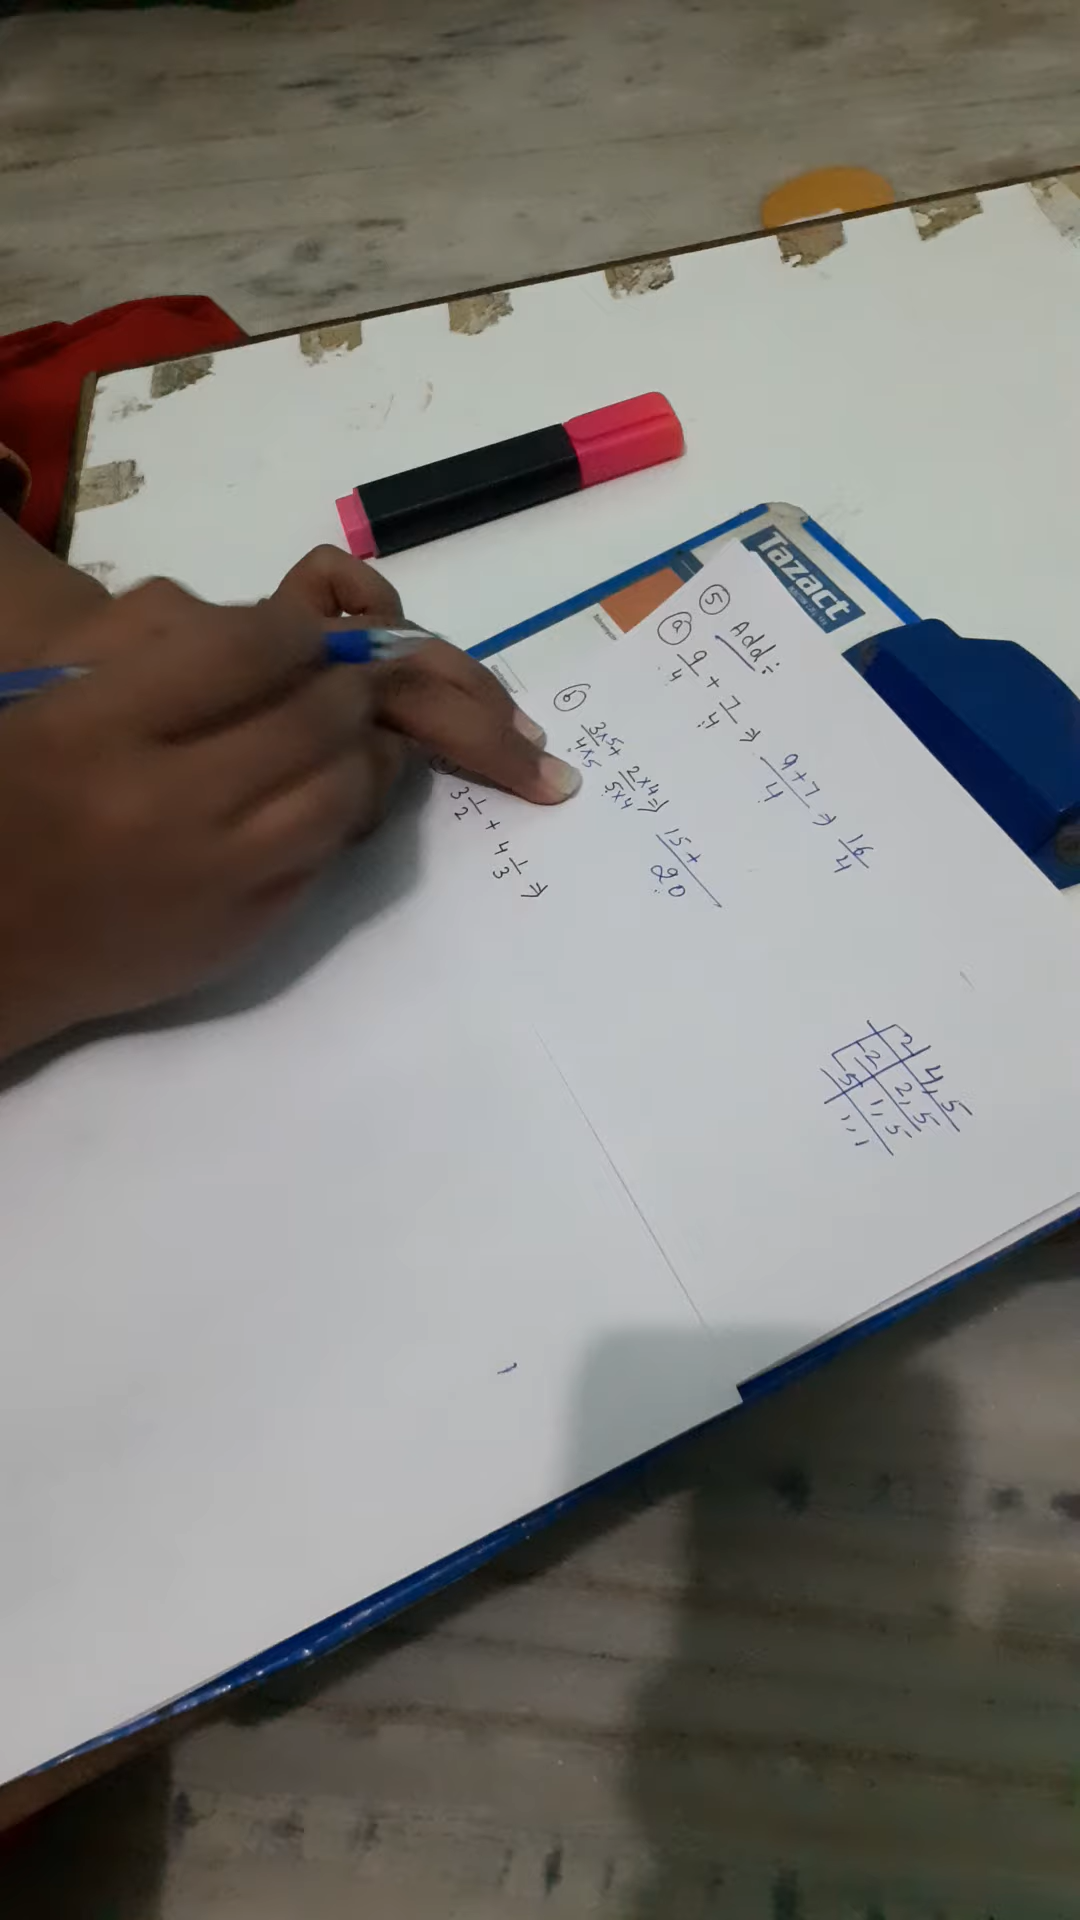 Tazact
⑤ Add:
ⓐ 9/4 + 7/4 ⇒ 9+7/4 ⇒ 16/4
ⓑ 3×5/4×5 + 2×4/5×4 ⇒ 15+/20
3 1/2 + 4 1/3 ⇒
2 | 4, 5
2 | 2, 5
5 | 1, 5
1, 1